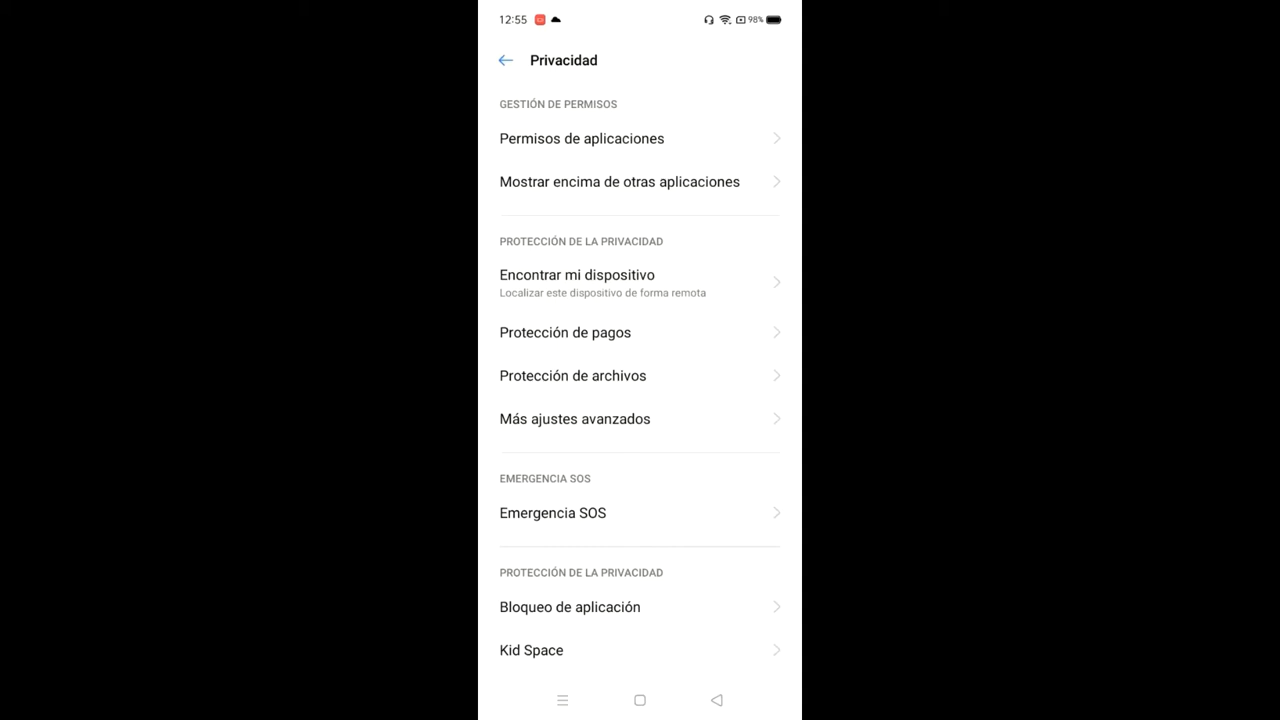 12:55 98%
Privacidad
GESTIÓN DE PERMISOS
Permisos de aplicaciones
Mostrar encima de otras aplicaciones
PROTECCIÓN DE LA PRIVACIDAD
Encontrar mi dispositivo
Localizar este dispositivo de forma remota
Protección de pagos
Protección de archivos
Más ajustes avanzados
EMERGENCIA SOS
Emergencia SOS
PROTECCIÓN DE LA PRIVACIDAD
Bloqueo de aplicación
Kid Space